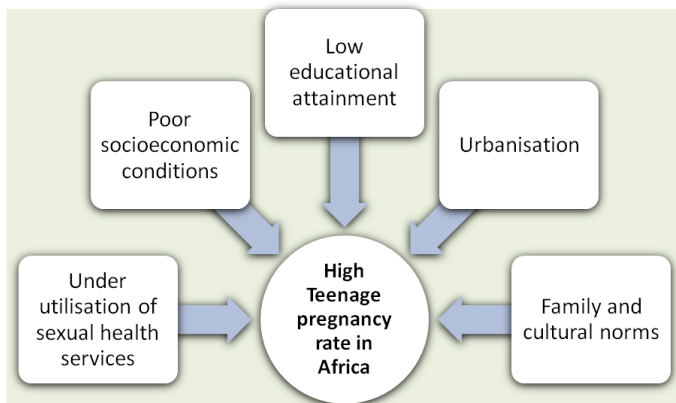 Low
educational
attainment
Poor
socioeconomic
conditions
Urbanisation
Under
utilisation of
sexual health
services
High
Teenage
pregnancy
rate in
Africa
Family and
cultural norms